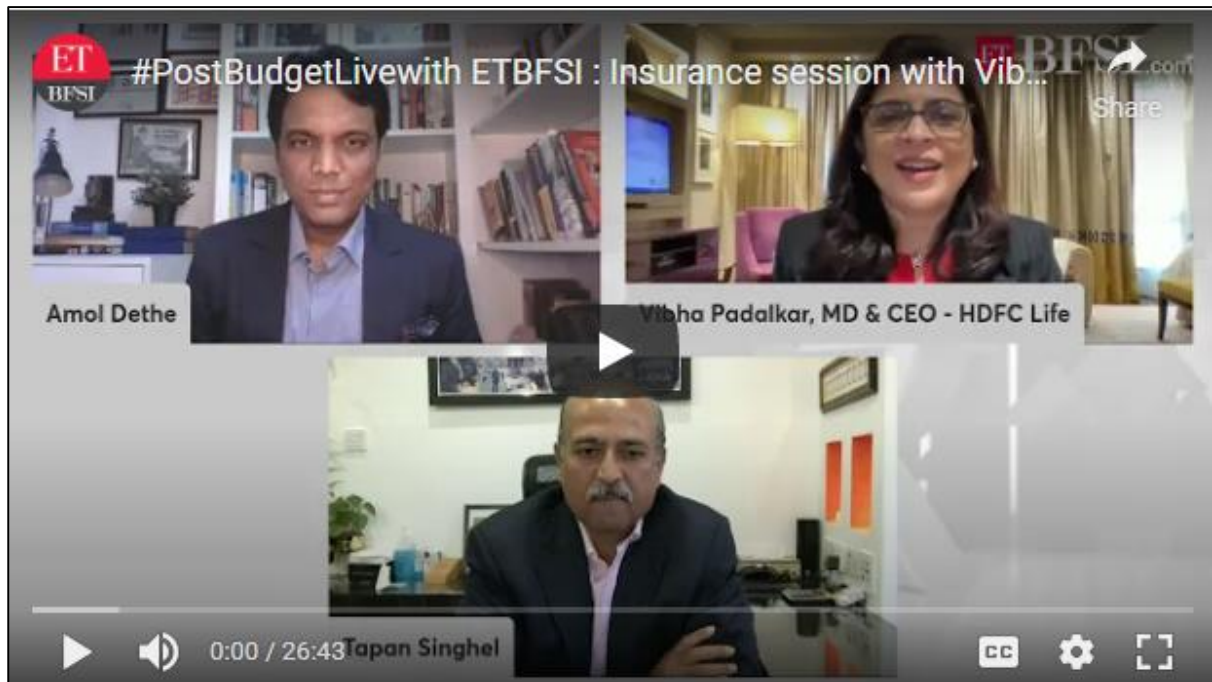 ET
BFSI
#PostBudgetLivewith ETBFSI : Insurance session with Vib...
ET BFSI.com
Share
Amol Dethe
Vibha Padalkar, MD & CEO - HDFC Life
0:00 / 26:43
Tapan Singhel
CC